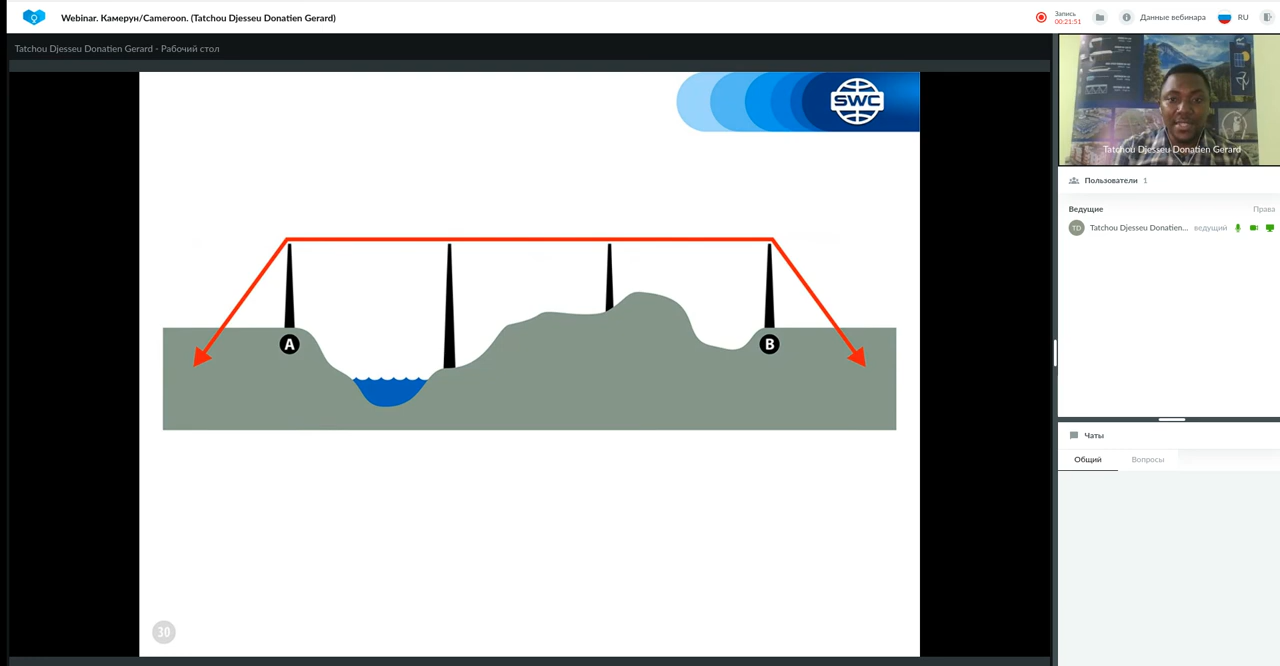 Webinar. Камерун/Cameroon. (Tatchou Djesseu Donatien Gerard)
Запись
00:21:51
Данные вебинара
RU
Tatchou Djesseu Donatien Gerard - Рабочий стол
SWC
Tatchou Djesseu Donatien Gerard
Пользователи 1
Ведущие Права
TD Tatchou Djesseu Donatien... ведущий
A
B
Чаты
Общий Вопросы
30